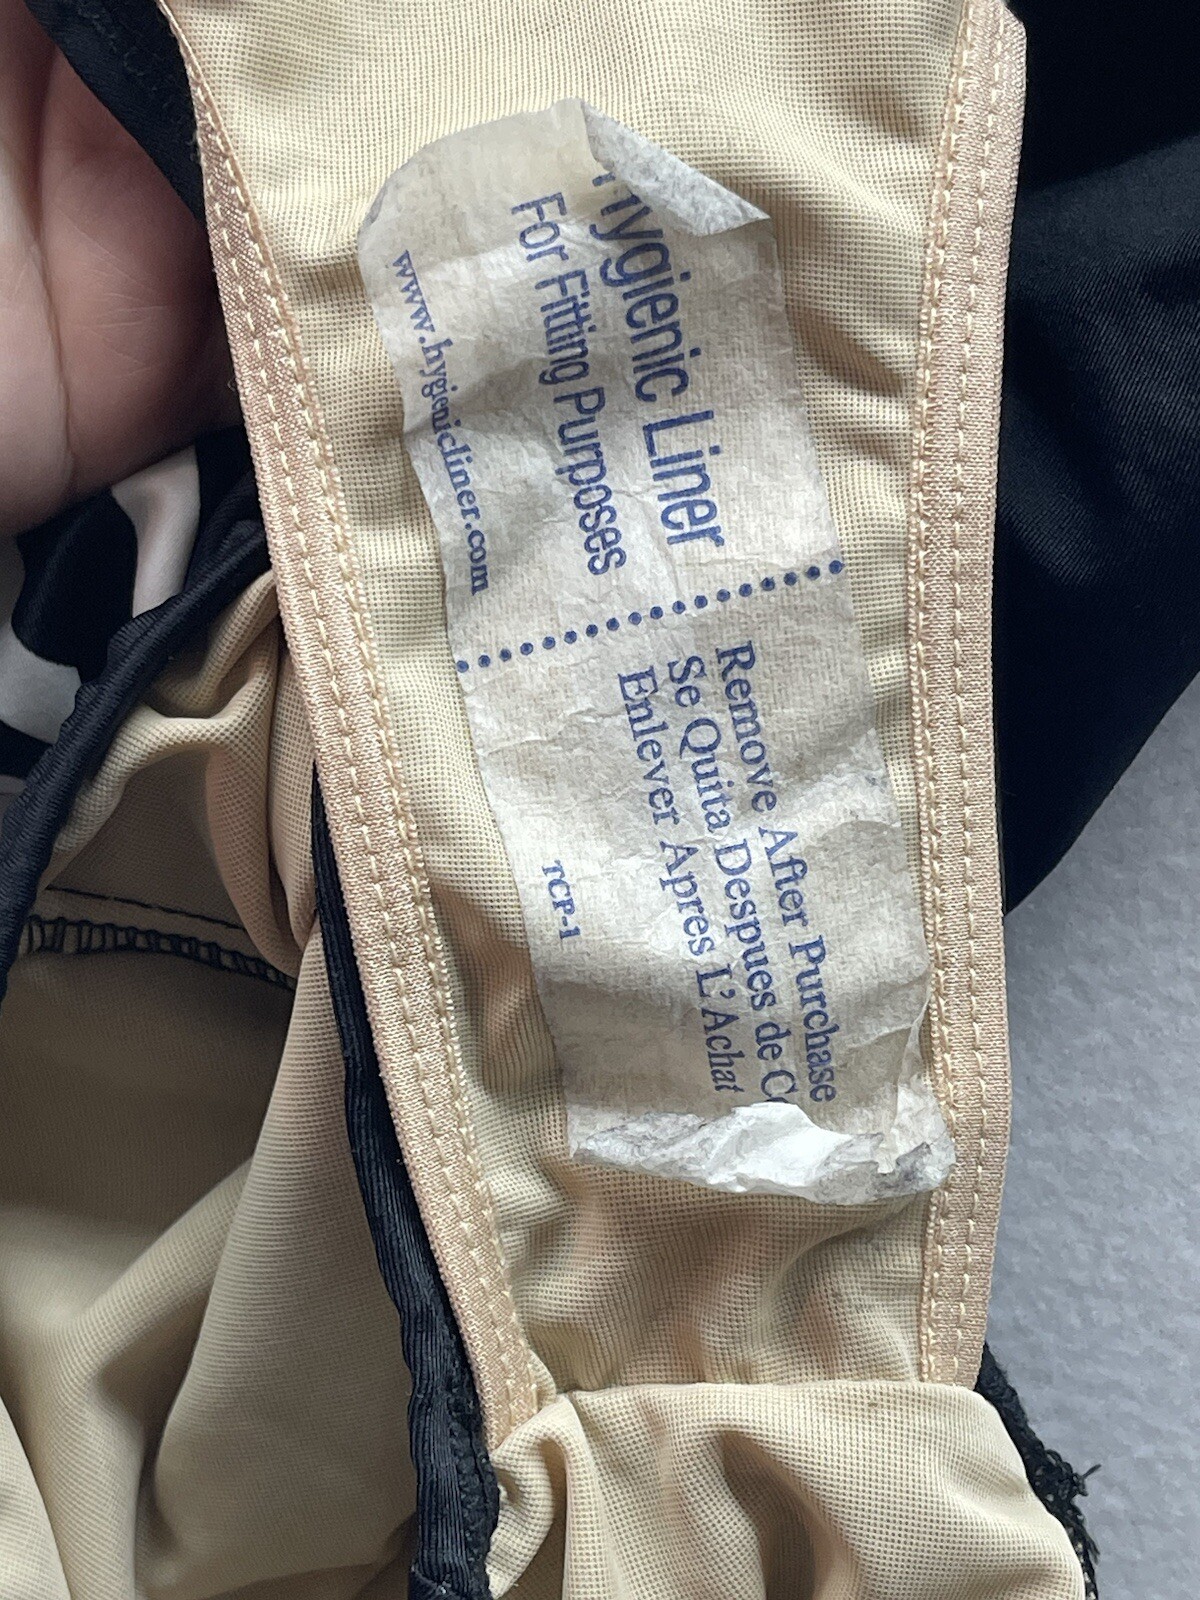 Hygienic Liner
For Fitting Purposes
www.hygienicliner.com
Remove After Purchase
Se Quita Despues de
Enlever Apres L'Achat
TCP-1